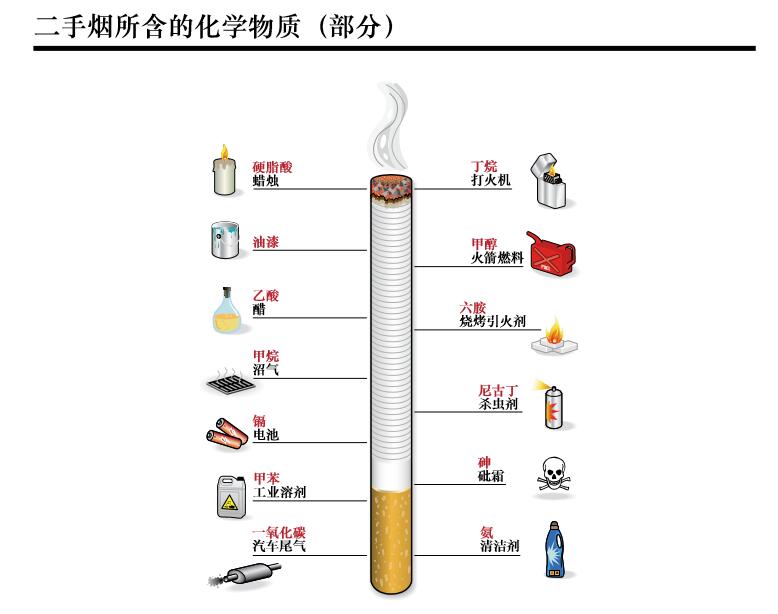 二手烟所含的化学物质（部分）
硬脂酸
蜡烛
油漆
乙酸
醋
甲烷
沼气
镉
电池
甲苯
工业溶剂
一氧化碳
汽车尾气
丁烷
打火机
甲醇
火箭燃料
六胺
烧烤引火剂
尼古丁
杀虫剂
砷
砒霜
氨
清洁剂